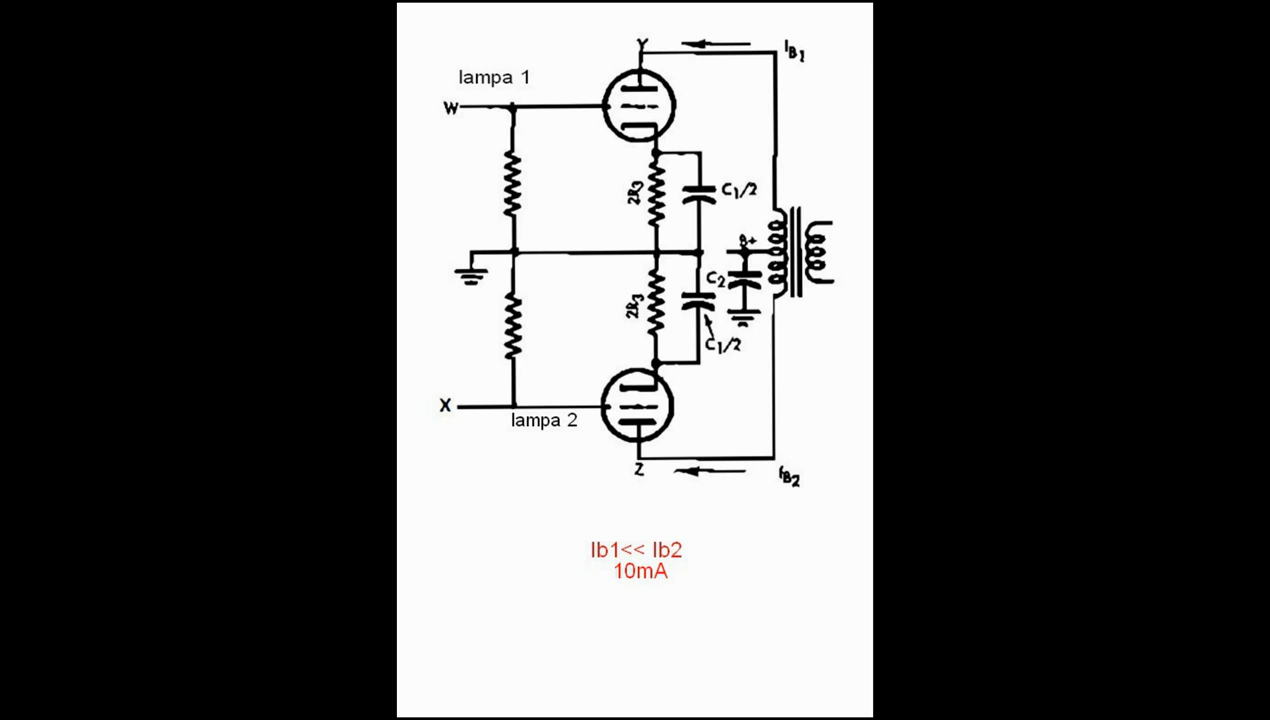 Y
IB1
lampa 1
W
2R3
C1/2
B+
C2
2R3
C1/2
X
lampa 2
Z
IB2
Ib1<< Ib2
10mA